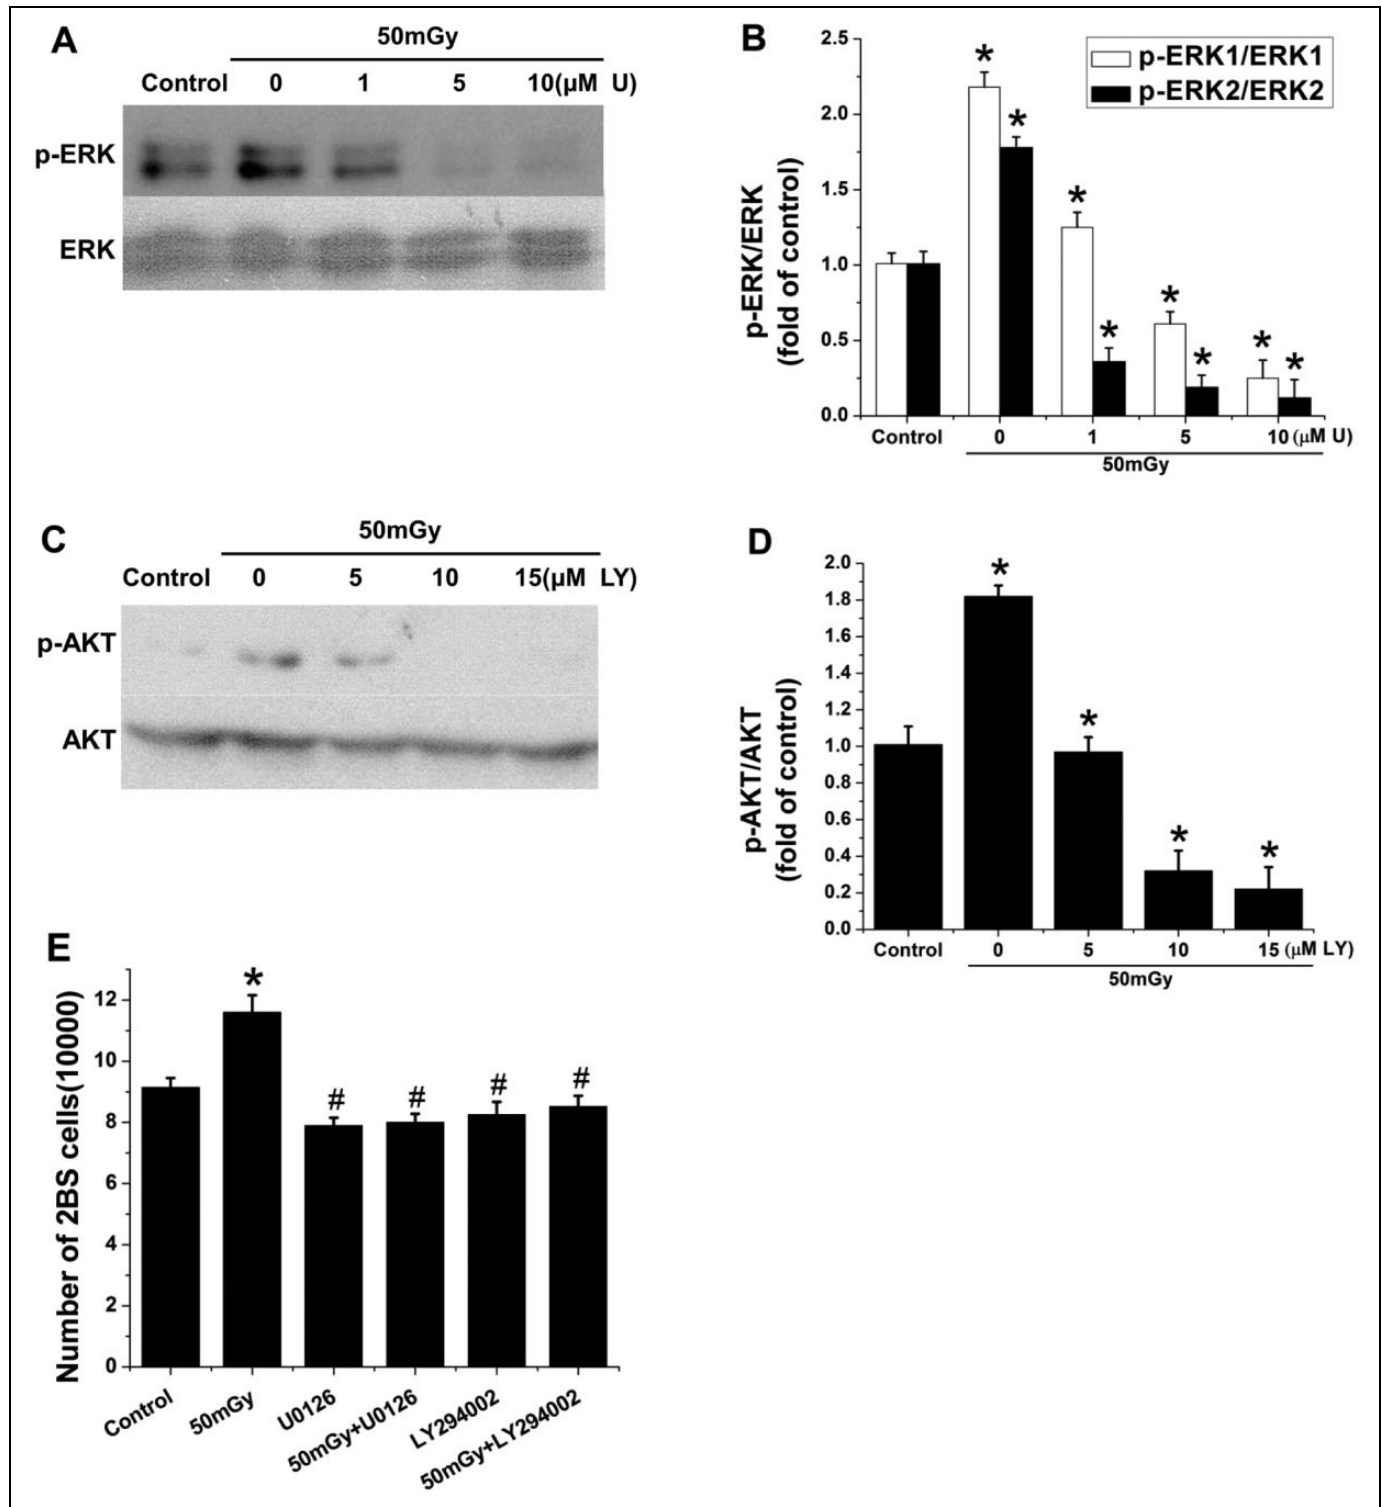 A
50mGy
Control 0 1 5 10(μM U)
p-ERK
ERK
B
2.5
2.0
1.5
1.0
0.5
0.0
p-ERK/ERK
(fold of control)
p-ERK1/ERK1
p-ERK2/ERK2
* * * * * * * *
Control 0 1 5 10 (μM U)
50mGy
C
50mGy
Control 0 5 10 15(μM LY)
p-AKT
AKT
D
2.0
1.8
1.6
1.4
1.2
1.0
0.8
0.6
0.4
0.2
0.0
p-AKT/AKT
(fold of control)
* * * *
Control 0 5 10 15 (μM LY)
50mGy
E
12
10
8
6
4
2
0
Number of 2BS cells(10000)
* # # # #
Control
50mGy
U0126
50mGy+U0126
LY294002
50mGy+LY294002